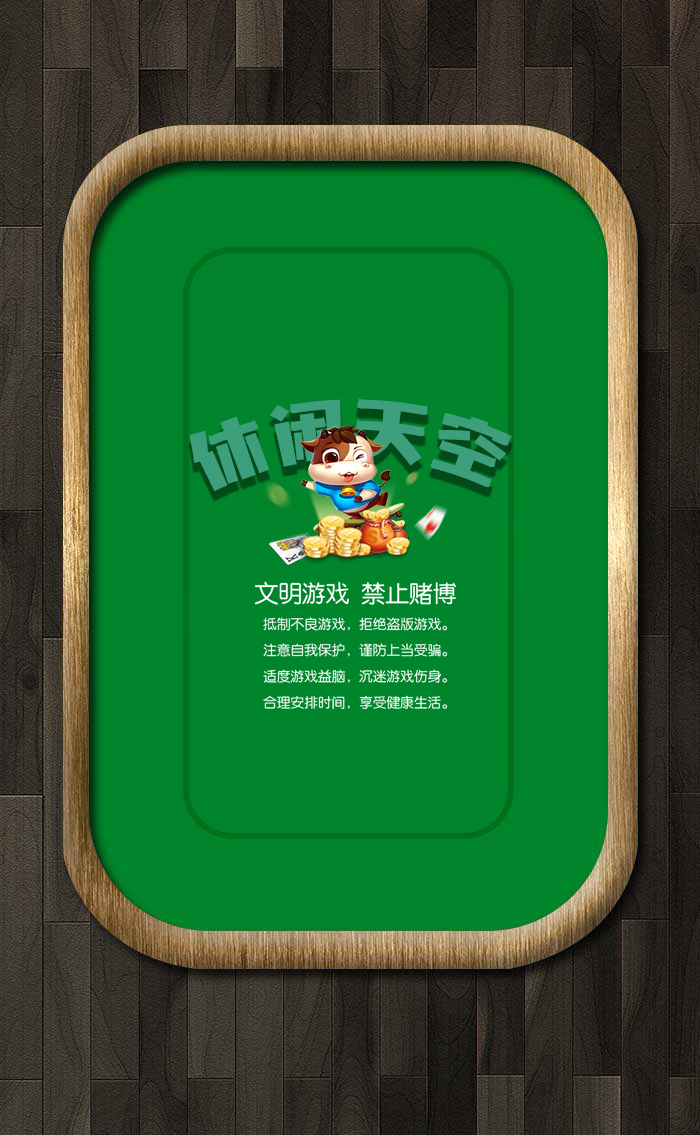 休闲天空
文明游戏 禁止赌博
抵制不良游戏，拒绝盗版游戏。
注意自我保护，谨防上当受骗。
适度游戏益脑，沉迷游戏伤身。
合理安排时间，享受健康生活。